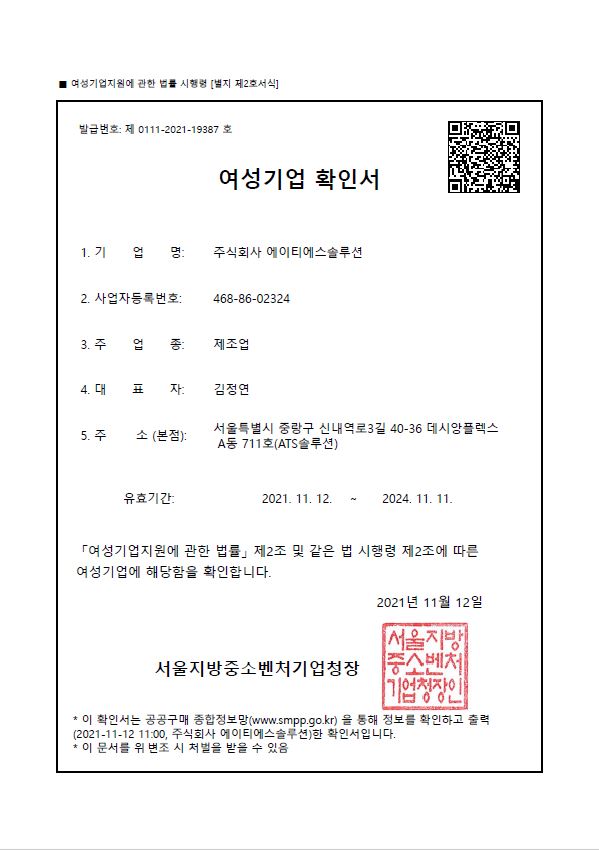 ■ 여성기업지원에 관한 법률 시행령 [별지 제2호서식]
발급번호: 제 0111-2021-19387 호
여성기업 확인서
1. 기 업 명: 주식회사 에이티에스솔루션
2. 사업자등록번호: 468-86-02324
3. 주 업 종: 제조업
4. 대 표 자: 김정연
5. 주 소 (본점): 서울특별시 중랑구 신내역로3길 40-36 데시앙플렉스
A동 711호(ATS솔루션)
유효기간: 2021. 11. 12. ~ 2024. 11. 11.
「여성기업지원에 관한 법률」제2조 및 같은 법 시행령 제2조에 따른
여성기업에 해당함을 확인합니다.
2021년 11월 12일
서울지방중소벤처기업청장
서울지방
중소벤처
기업청장인
* 이 확인서는 공공구매 종합정보망(www.smpp.go.kr) 을 통해 정보를 확인하고 출력
(2021-11-12 11:00, 주식회사 에이티에스솔루션)한 확인서입니다.
* 이 문서를 위변조 시 처벌을 받을 수 있음